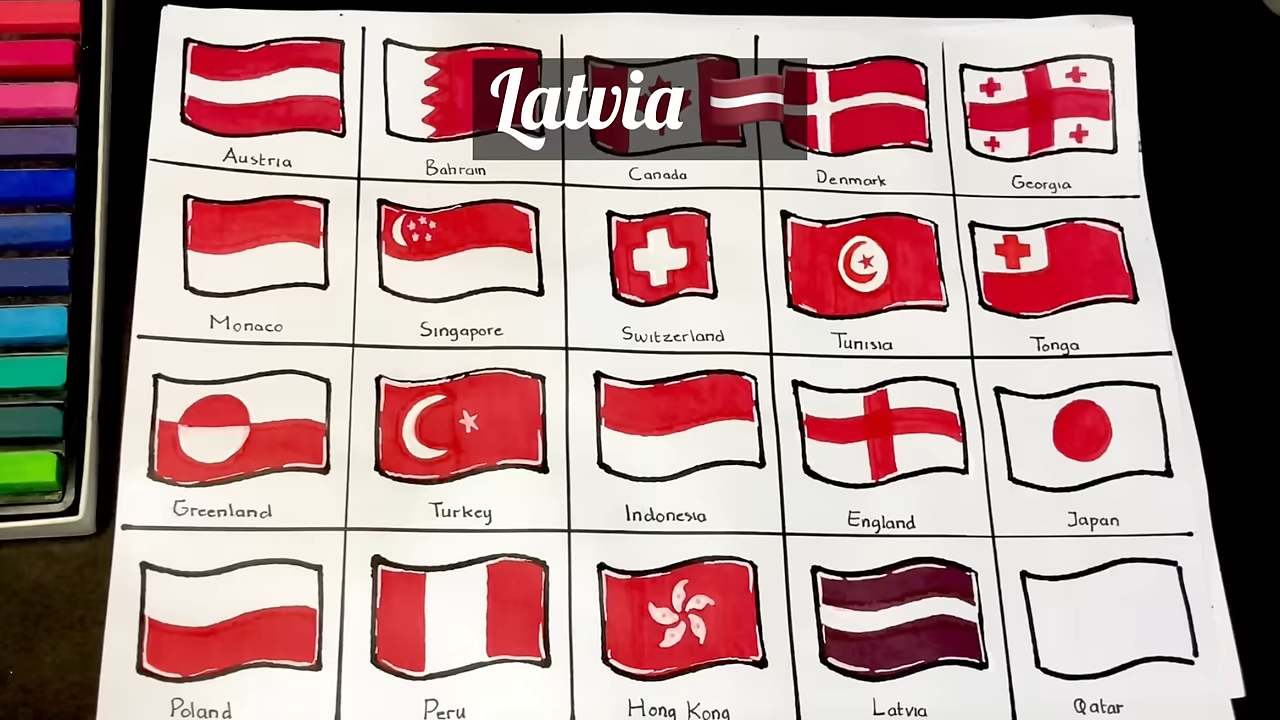 Latvia
Austria
Bahrain
Canada
Denmark
Georgia
Monaco
Singapore
Switzerland
Tunisia
Tonga
Greenland
Turkey
Indonesia
England
Japan
Poland
Peru
Hong Kong
Latvia
Qatar